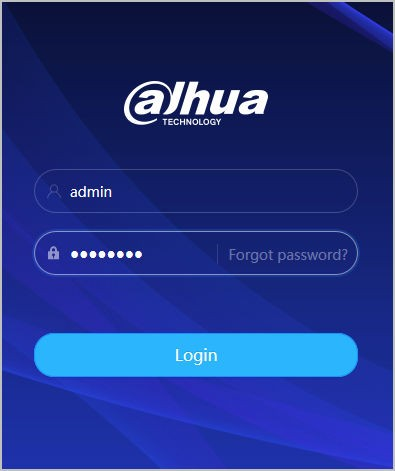 alhua
TECHNOLOGY
admin
●●●●●●●●
Forgot password?
Login